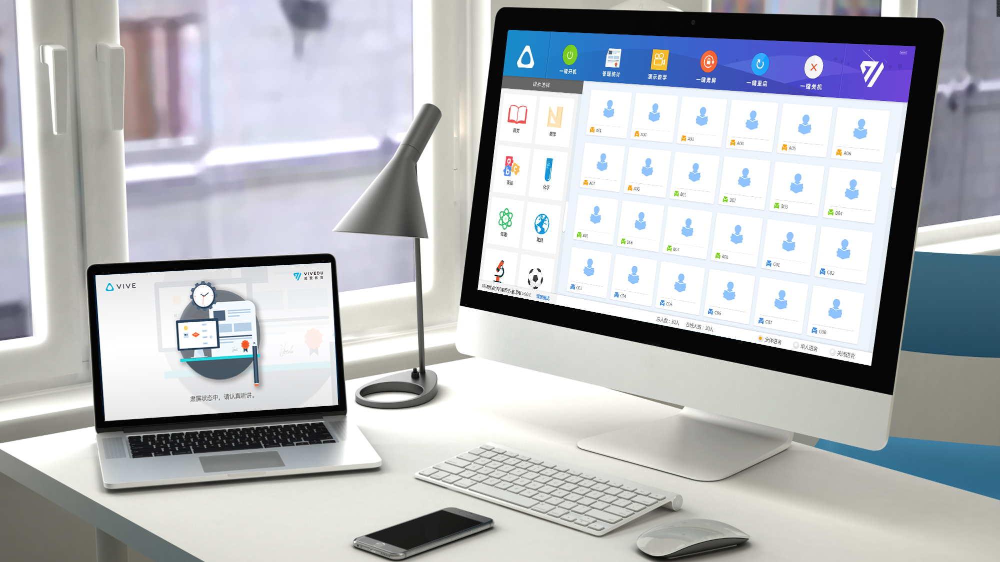 VIVE
VIVEDU
威爱教育
肃屏状态中，请认真听讲。
一键开机
答题统计
演示教学
一键肃屏
一键重启
一键关机
课件选择
语文
数学
英语
化学
物理
地理
A01
A02
A03
A04
A05
A06
A07
A08
B01
B02
B03
B04
B05
B06
B07
B08
C01
C02
C03
C04
C05
C06
C07
C08
VR课堂教学管理系统-教师端 v3.0.1
课堂模式
总人数：30人
在线人数：30人
全体语音
单人语音
关闭语音